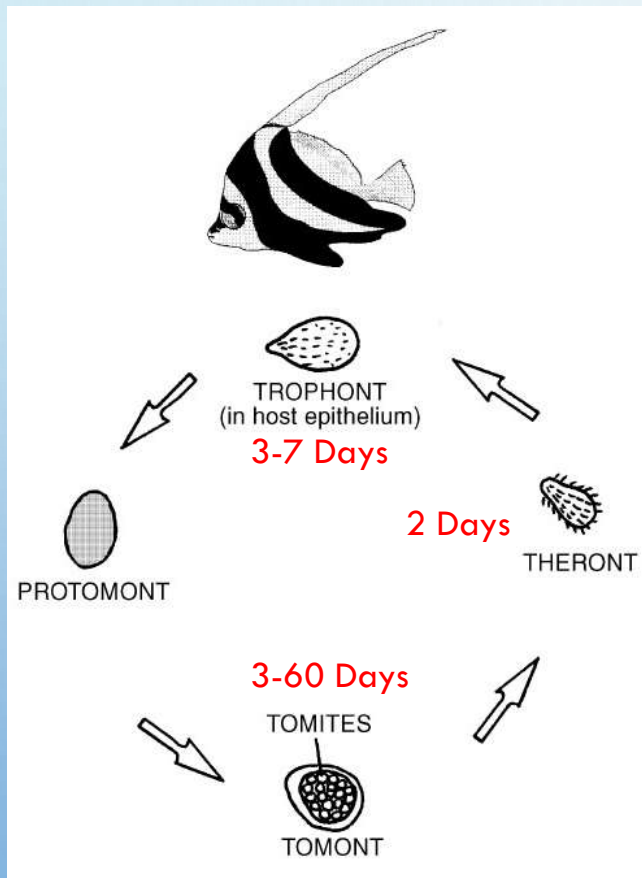 TROPHONT
(in host epithelium)
3-7 Days
2 Days
THERONT
PROTOMONT
3-60 Days
TOMITES
TOMONT